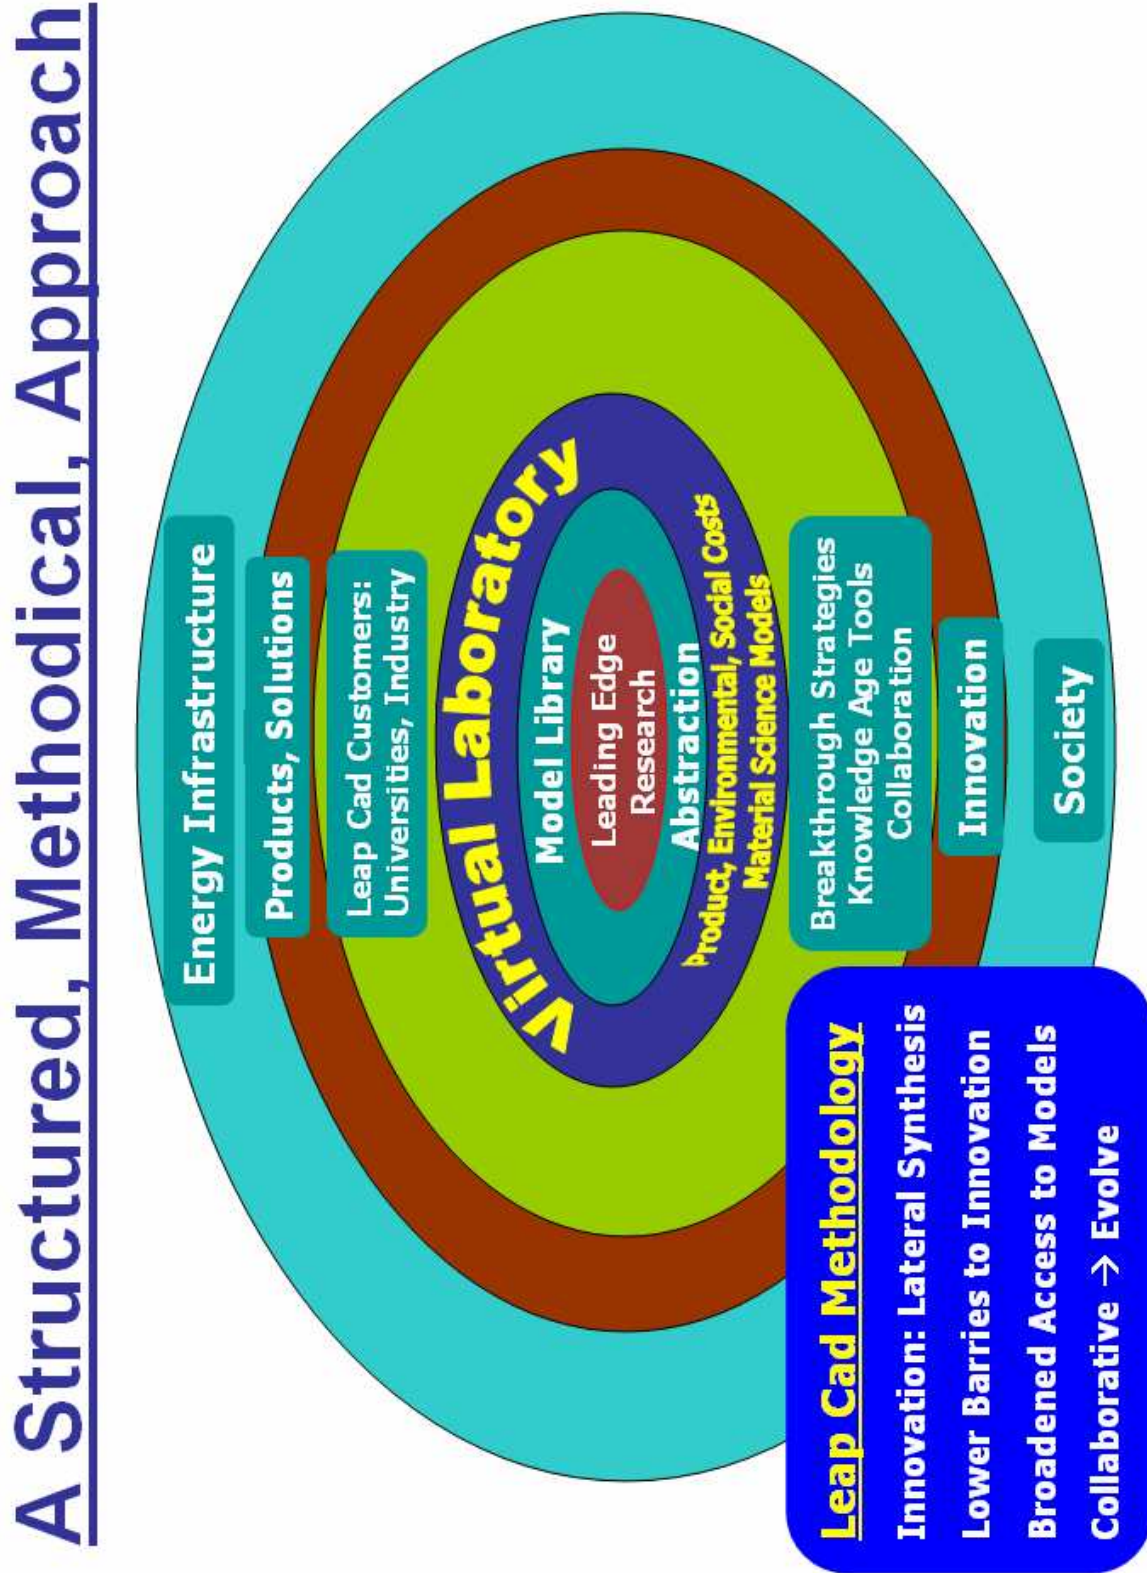 A Structured, Methodical, Approach
Energy Infrastructure
Products, Solutions
Leap Cad Customers:
Universities, Industry
Virtual Laboratory
Model Library
Leading Edge
Research
Abstraction
Product, Environmental, Social Costs
Material Science Models
Breakthrough Strategies
Knowledge Age Tools
Collaboration
Innovation
Society
Leap Cad Methodology
Innovation: Lateral Synthesis
Lower Barries to Innovation
Broadened Access to Models
Collaborative → Evolve